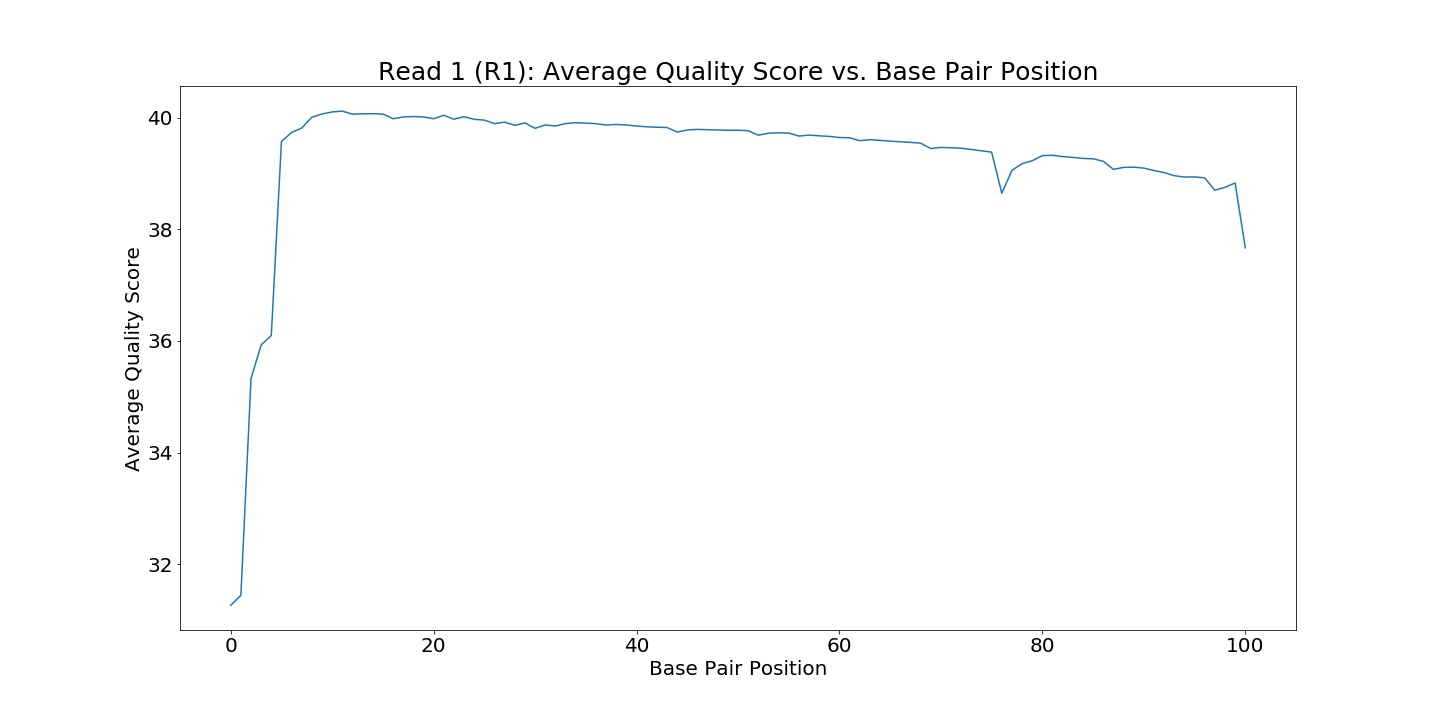 Read 1 (R1): Average Quality Score vs. Base Pair Position
Average Quality Score
40
38
36
34
32
0 20 40 60 80 100
Base Pair Position